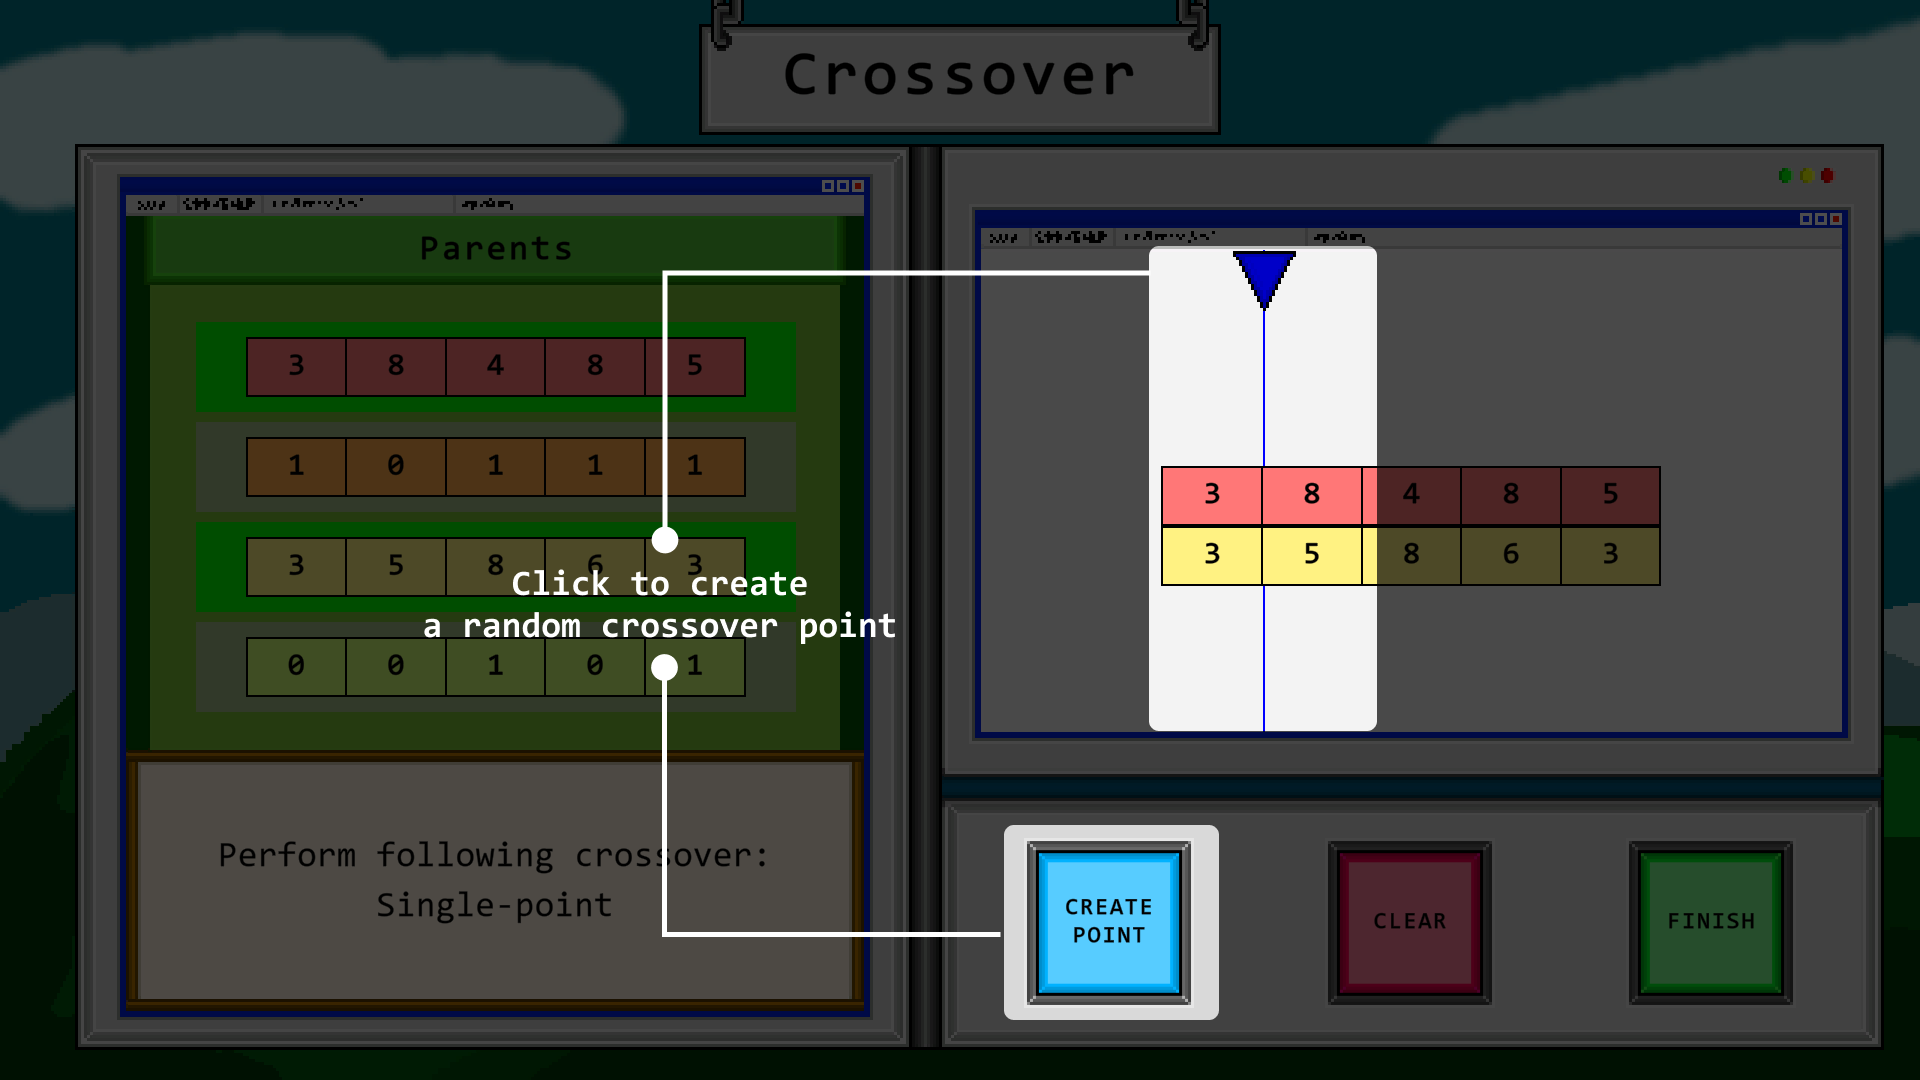 Crossover
Parents
3 8 4 8 5
1 0 1 1 1
3 5 8 6 3
0 0 1 0 1
Click to create
a random crossover point
Perform following crossover:
Single-point
3 8 4 8 5
3 5 8 6 3
CREATE
POINT
CLEAR
FINISH